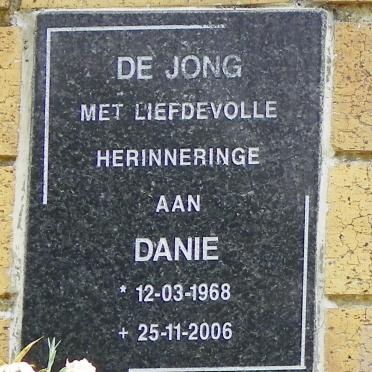 DE JONG
MET LIEFDEVOLLE
HERINNERINGE
AAN
DANIE
* 12-03-1968
+ 25-11-2006